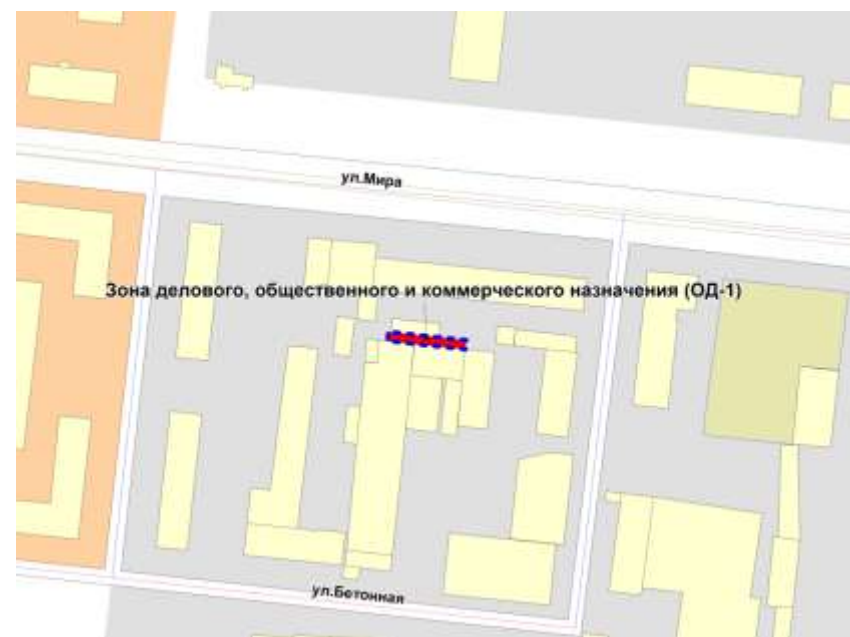 ул.Мира
Зона делового, общественного и коммерческого назначения (ОД-1)
ул.Бетонная